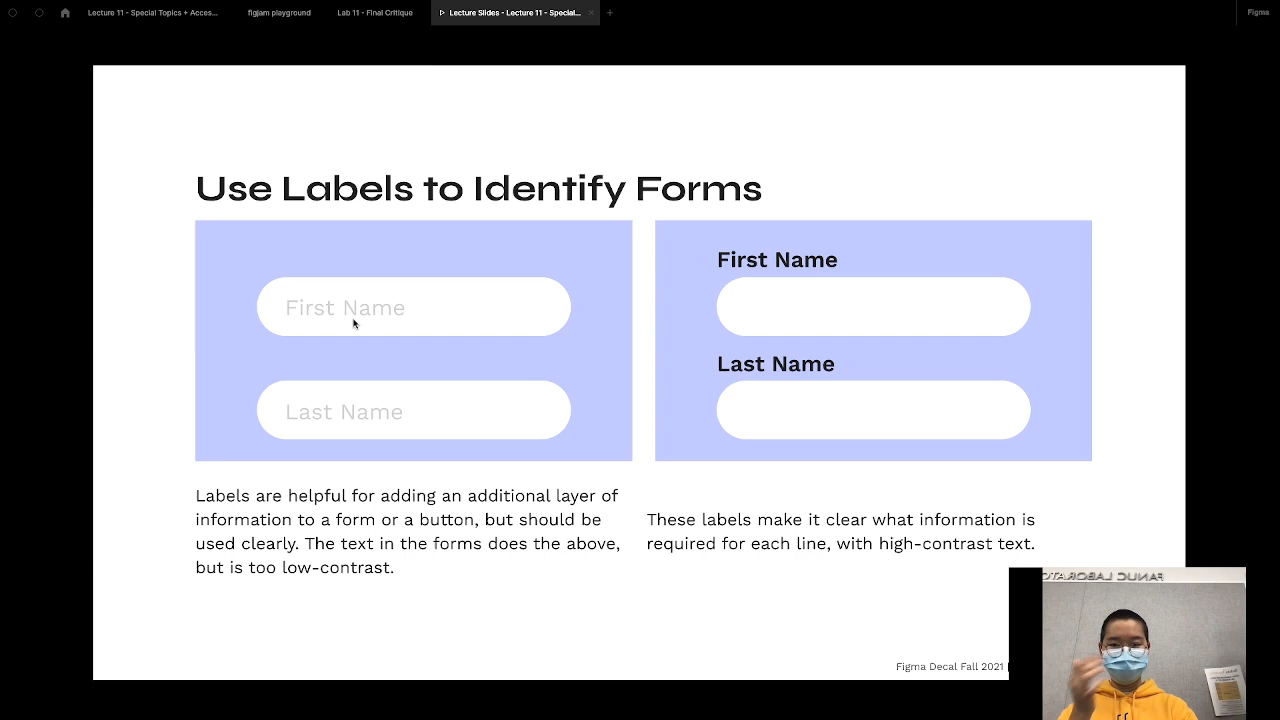 Lecture 11 - Special Topics + Acces...
figjam playground
Lab 11 - Final Critique
Lecture Slides - Lecture 11 - Special...
Figma
Use Labels to Identify Forms
First Name
Last Name
First Name
Last Name
Labels are helpful for adding an additional layer of
information to a form or a button, but should be
used clearly. The text in the forms does the above,
but is too low-contrast.
These labels make it clear what information is
required for each line, with high-contrast text.
Figma Decal Fall 2021
FANUC LABORATO